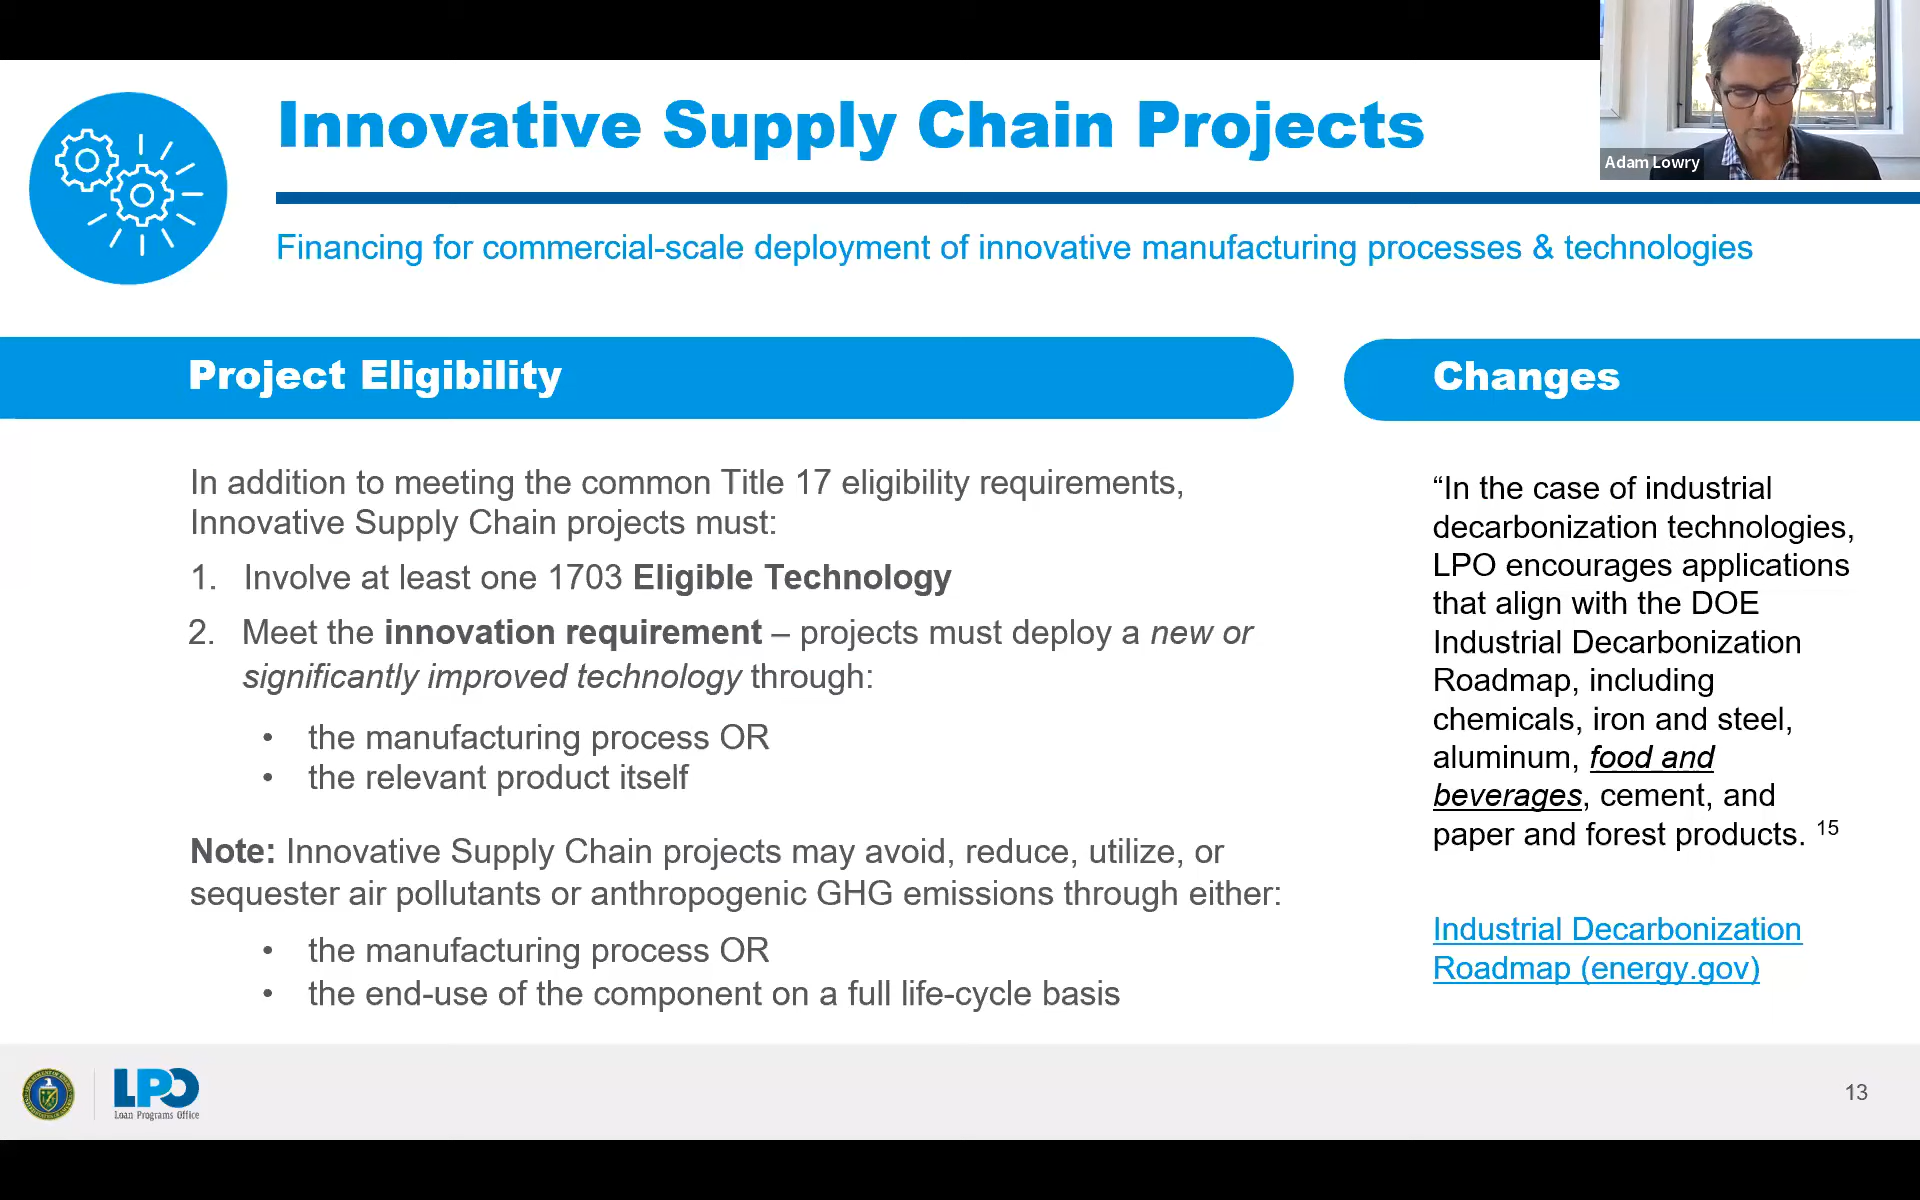 Innovative Supply Chain Projects
Adam Lowry
Financing for commercial-scale deployment of innovative manufacturing processes & technologies
Project Eligibility
In addition to meeting the common Title 17 eligibility requirements,
Innovative Supply Chain projects must:
1. Involve at least one 1703 Eligible Technology
2. Meet the innovation requirement – projects must deploy a new or
significantly improved technology through:
• the manufacturing process OR
• the relevant product itself
Note: Innovative Supply Chain projects may avoid, reduce, utilize, or
sequester air pollutants or anthropogenic GHG emissions through either:
• the manufacturing process OR
• the end-use of the component on a full life-cycle basis
Changes
“In the case of industrial
decarbonization technologies,
LPO encourages applications
that align with the DOE
Industrial Decarbonization
Roadmap, including
chemicals, iron and steel,
aluminum, food and
beverages, cement, and
paper and forest products. 15
Industrial Decarbonization
Roadmap (energy.gov)
LPO
Loan Programs Office
13